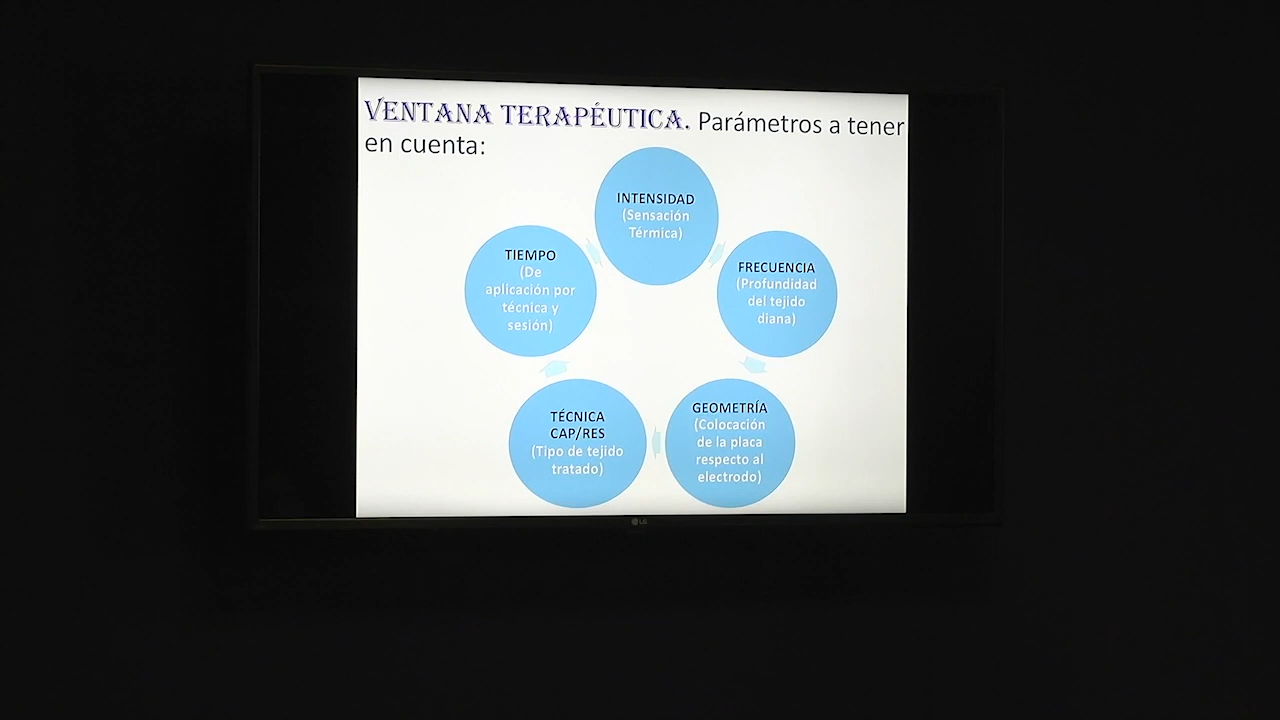 VENTANA TERAPÉUTICA. Parámetros a tener
en cuenta:
INTENSIDAD
(Sensación
Térmica)
FRECUENCIA
(Profundidad
del tejido
diana)
GEOMETRÍA
(Colocación
de la placa
respecto al
electrodo)
TÉCNICA
CAP/RES
(Tipo de tejido
tratado)
TIEMPO
(De
aplicación por
técnica y
sesión)
LG